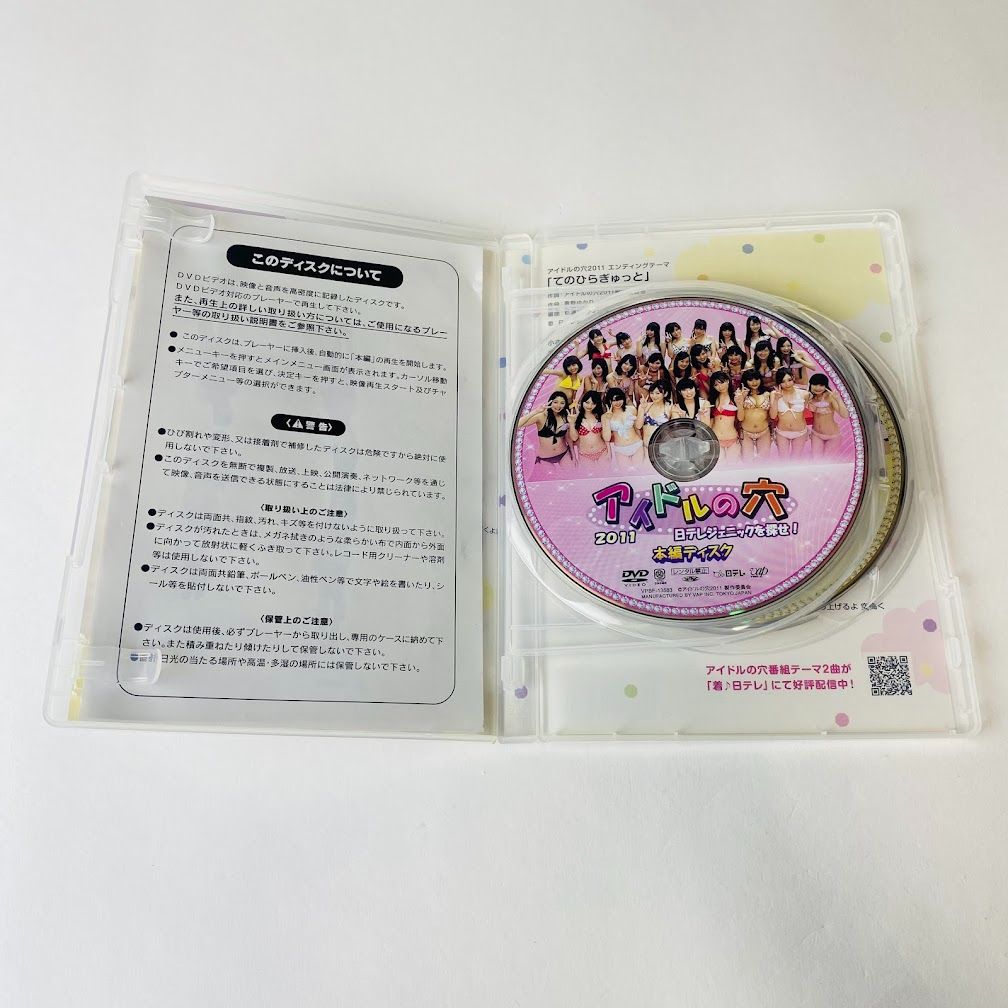 このディスクについて
DVDビデオは、映像と音声を高密度に記録したディスクです。
DVDビデオ対応のプレーヤーで再生して下さい。
また、再生上の詳しい取り扱い方については、ご使用になるプレー
ヤー等の取り扱い説明書をご参照下さい。
●このディスクは、プレーヤーに挿入後、自動的に「本編」の再生を開始します。
●メニューキーを押すとメインメニュー画面が表示されます。カーソル移動
キーでご希望項目を選び、決定キーを押すと、映像再生スタート及びチャ
プターメニュー等の選択ができます。
〈⚠警告〉
●ひび割れや変形、又は接着剤で補修したディスクは危険ですから絶対に使
用しないで下さい。
●このディスクを無断で複製、放送、上映、公開演奏、ネットワーク等を通じ
て映像、音声を送信できる状態にすることは法律により禁じられています。
〈取り扱い上のご注意〉
●ディスクは両面共、指紋、汚れ、キズ等を付けないように取り扱って下さい。
●ディスクが汚れたときは、メガネ拭きのような柔らかい布で内面から外面
に向かって放射状に軽くふき取って下さい。レコード用クリーナーや溶剤
等は使用しないで下さい。
●ディスクは両面共鉛筆、ボールペン、油性ペン等で文字や絵を書いたり、シ
ール等を貼付しないで下さい。
〈保管上のご注意〉
●ディスクは使用後、必ずプレーヤーから取り出し、専用のケースに納めて下
さい。また積み重ねたり傾けたりして保管しないで下さい。
●直射日光の当たる場所や高温・多湿の場所には保管しないで下さい。
アイドルの穴2011 エンディングテーマ
「てのひらぎゅっと」
アイドルの穴
2011
日テレジェニックを探せ!
本編ディスク
DVD
VIDEO
レンタル禁止
日テレ
vap
VPBF-13583 ©アイドルの穴2011 製作委員会
MANUFACTURED BY VAP INC. TOKYO,JAPAN
アイドルの穴番組テーマ2曲が
「着♪日テレ」にて好評配信中!